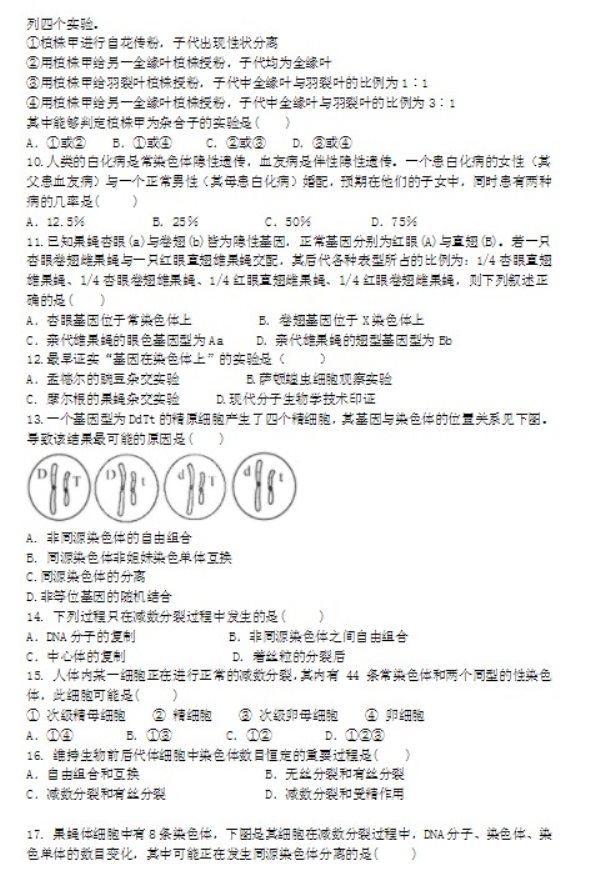 列四个实验。
①植株甲进行自花传粉，子代出现性状分离
②用植株甲给另一全缘叶植株授粉，子代均为全缘叶
③用植株甲给羽裂叶植株授粉，子代中全缘叶与羽裂叶的比例为1∶1
④用植株甲给另一全缘叶植株授粉，子代中全缘叶与羽裂叶的比例为3∶1
其中能够判定植株甲为杂合子的实验是( )
A. ①或② B. ①或④ C. ②或③ D. ③或④
10.人类的白化病是常染色体隐性遗传，血友病是伴性隐性遗传。一个患白化病的女性（其
父患血友病）与一个正常男性（其母患白化病）婚配，预期在他们的子女中，同时患有两种
病的几率是( )
A. 12.5% B. 25% C. 50% D. 75%
11.已知果蝇杏眼(a)与卷翅(b)皆为隐性基因，正常基因分别为红眼(A)与直翅(B)。若一只
杏眼卷翅雌果蝇与一只红眼直翅雄果蝇交配，其后代各种表型所占的比例为：1/4杏眼直翅
雄果蝇、1/4杏眼卷翅雄果蝇、1/4红眼直翅雌果蝇、1/4红眼卷翅雌果蝇，则下列叙述正
确的是( )
A. 杏眼基因位于常染色体上 B. 卷翅基因位于X染色体上
C. 亲代雄果蝇的眼色基因型为Aa D. 亲代雄果蝇的翅型基因型为Bb
12.最早证实“基因在染色体上”的实验是（ ）
A. 孟德尔的豌豆杂交实验 B.萨顿蝗虫细胞观察实验
C. 摩尔根的果蝇杂交实验 D.现代分子生物学技术印证
13.一个基因型为DdTt的精原细胞产生了四个精细胞，其基因与染色体的位置关系见下图。
导致该结果最可能的原因是( )
D T D t d T d t
A. 非同源染色体的自由组合
B. 同源染色体非姐妹染色单体互换
C.同源染色体的分离
D.非等位基因的随机结合
14. 下列过程只在减数分裂过程中发生的是( )
A. DNA分子的复制 B. 非同源染色体之间自由组合
C. 中心体的复制 D. 着丝粒的分裂后
15. 人体内某一细胞正在进行正常的减数分裂,其内有 44 条常染色体和两个同型的性染色
体，此细胞可能是( )
① 次级精母细胞 ② 精细胞 ③ 次级卵母细胞 ④ 卵细胞
A. ①④ B. ①③ C. ①② D. ①②③
16. 维持生物前后代体细胞中染色体数目恒定的重要过程是( )
A. 自由组合和互换 B. 无丝分裂和有丝分裂
C. 减数分裂和有丝分裂 D. 减数分裂和受精作用
17. 果蝇体细胞中有8条染色体，下图是其细胞在减数分裂过程中，DNA分子、染色体、染
色单体的数目变化，其中可能正在发生同源染色体分离的是( )